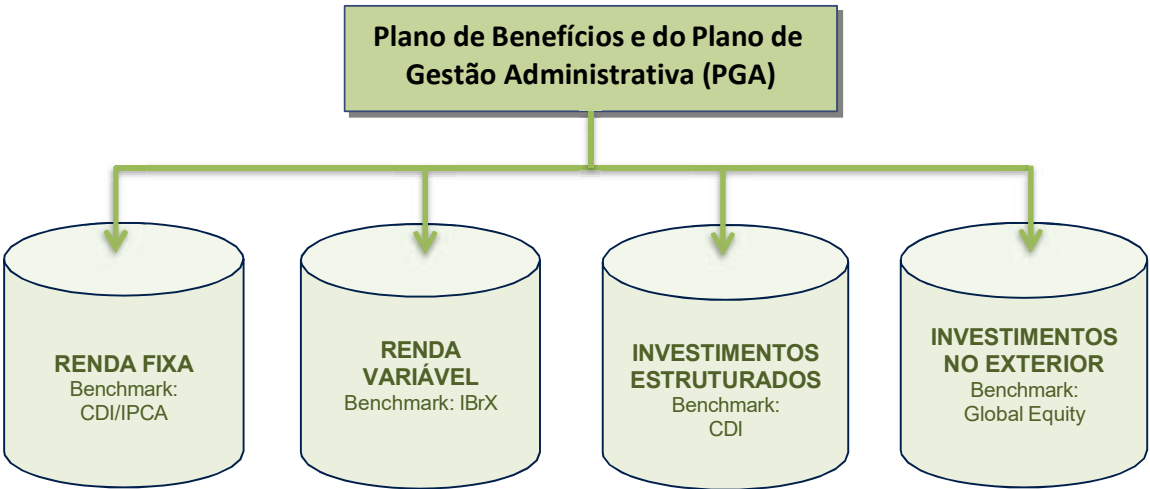 Plano de Benefícios e do Plano de
Gestão Administrativa (PGA)
RENDA FIXA
Benchmark:
CDI/IPCA
RENDA
VARIÁVEL
Benchmark: IBrX
INVESTIMENTOS
ESTRUTURADOS
Benchmark:
CDI
INVESTIMENTOS
NO EXTERIOR
Benchmark:
Global Equity